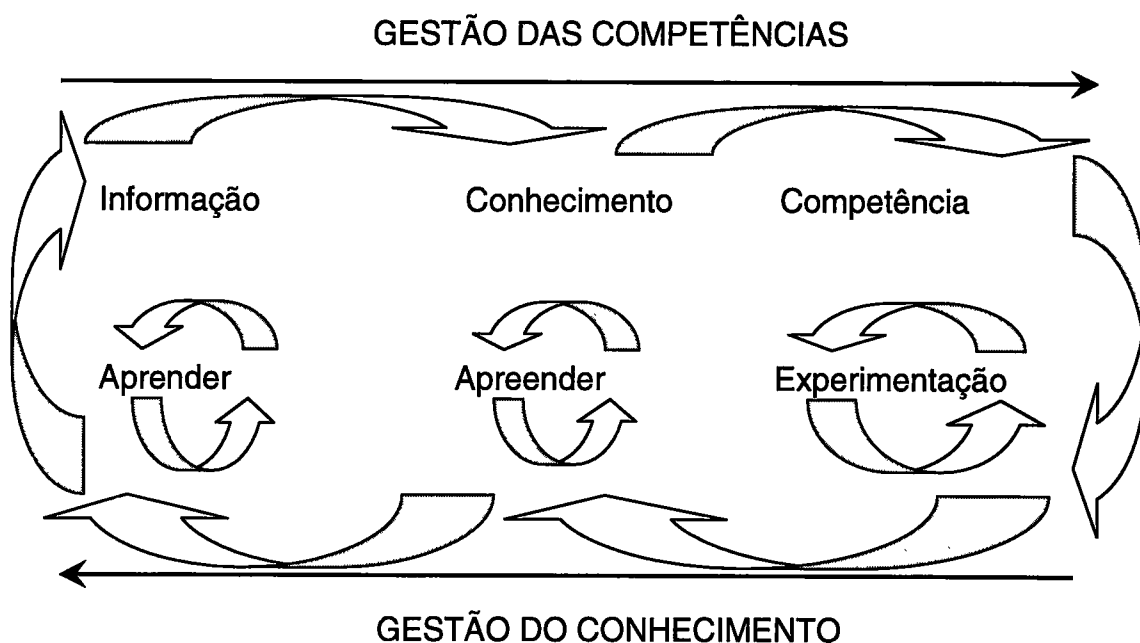 GESTÃO DAS COMPETÊNCIAS
Informação Conhecimento Competência
Aprender Apreender Experimentação
GESTÃO DO CONHECIMENTO